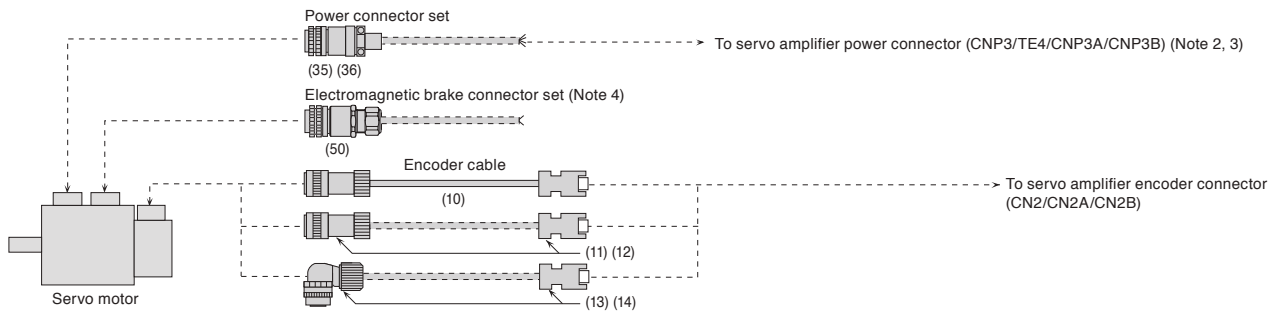 Power connector set
To servo amplifier power connector (CNP3/TE4/CNP3A/CNP3B) (Note 2, 3)
(35) (36)
Electromagnetic brake connector set (Note 4)
(50)
Encoder cable
(10)
To servo amplifier encoder connector
(CN2/CN2A/CN2B)
(11) (12)
(13) (14)
Servo motor